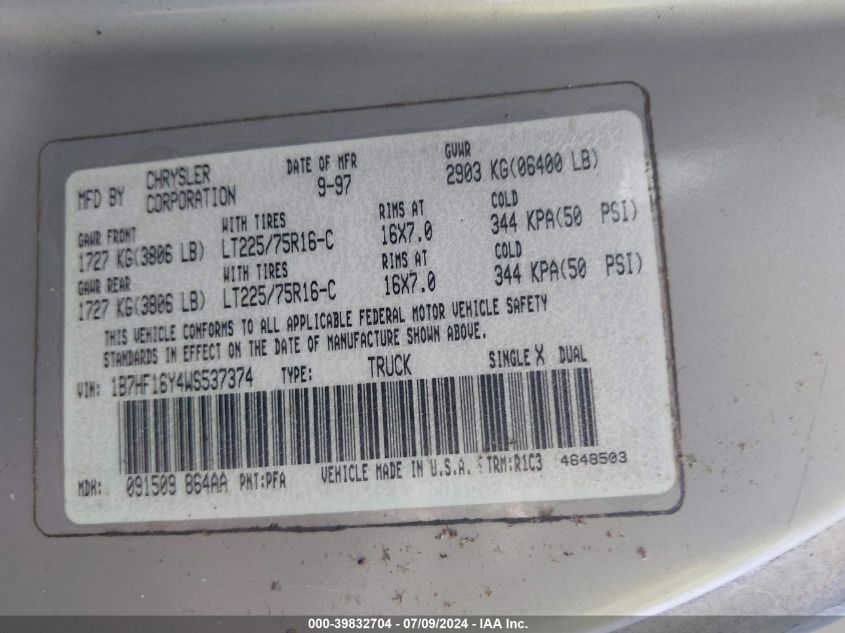 MFD BY CHRYSLER CORPORATION DATE OF MFR 9-97 GVWR 2903 KG(06400 LB)
GAWR FRONT WITH TIRES RIMS AT COLD
1727 KG(3806 LB) LT225/75R16-C 16X7.0 344 KPA(50 PSI)
GAWR REAR WITH TIRES RIMS AT COLD
1727 KG(3806 LB) LT225/75R16-C 16X7.0 344 KPA(50 PSI)
THIS VEHICLE CONFORMS TO ALL APPLICABLE FEDERAL MOTOR VEHICLE SAFETY
STANDARDS IN EFFECT ON THE DATE OF MANUFACTURE SHOWN ABOVE.
VIN: 1B7HF16Y4WS537374 TYPE: TRUCK SINGLE X DUAL
MDH: 091509 864AA PNT:PFA VEHICLE MADE IN U.S.A. TRM:R1C3 4648503
000-39832704 / 07/09/2024 - IAA Inc.